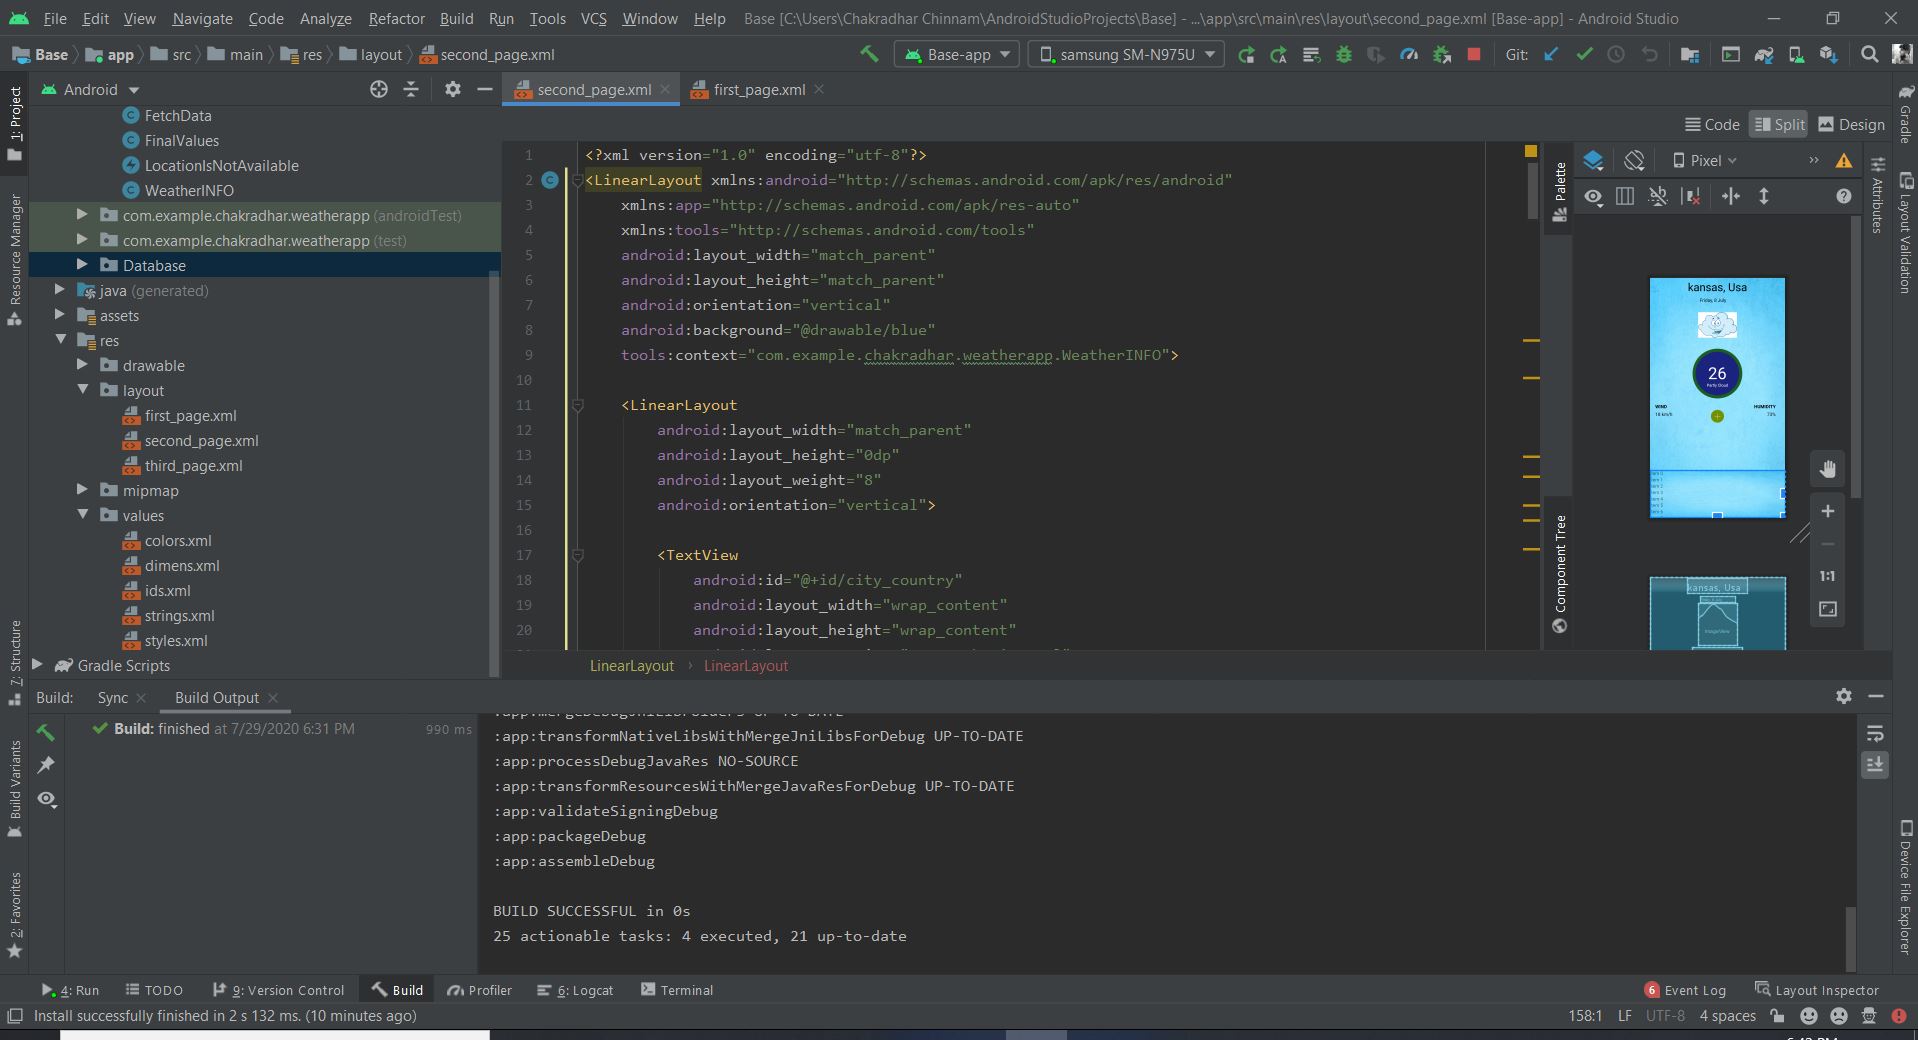 File Edit View Navigate Code Analyze Refactor Build Run Tools VCS Window Help Base [C:\Users\Chakradhar Chinnam\AndroidStudioProjects\Base] - ...\app\src\main\res\layout\second_page.xml [Base-app] - Android Studio
Base app src main res layout second_page.xml Base-app samsung SM-N975U Git:
1: Project
Resource Manager
7: Structure
Build Variants
2: Favorites
Android
FetchData
FinalValues
LocationIsNotAvailable
WeatherINFO
com.example.chakradhar.weatherapp (androidTest)
com.example.chakradhar.weatherapp (test)
Database
java (generated)
assets
res
drawable
layout
first_page.xml
second_page.xml
third_page.xml
mipmap
values
colors.xml
dimens.xml
ids.xml
strings.xml
styles.xml
Gradle Scripts
second_page.xml first_page.xml
Code Split Design
1 <?xml version="1.0" encoding="utf-8"?>
2 <LinearLayout xmlns:android="http://schemas.android.com/apk/res/android"
3 xmlns:app="http://schemas.android.com/apk/res-auto"
4 xmlns:tools="http://schemas.android.com/tools"
5 android:layout_width="match_parent"
6 android:layout_height="match_parent"
7 android:orientation="vertical"
8 android:background="@drawable/blue"
9 tools:context="com.example.chakradhar.weatherapp.WeatherINFO">
10
11 <LinearLayout
12 android:layout_width="match_parent"
13 android:layout_height="0dp"
14 android:layout_weight="8"
15 android:orientation="vertical">
16
17 <TextView
18 android:id="@+id/city_country"
19 android:layout_width="wrap_content"
20 android:layout_height="wrap_content"
LinearLayout › LinearLayout
Palette
Component Tree
Pixel
kansas, Usa
Friday, 8 July
26
Partly Cloud
WIND HUMIDITY
1:1
kansas, Usa
ImageView
Attributes
Gradle
Layout Validation
Device File Explorer
Build: Sync Build Output
Build: finished at 7/29/2020 6:31 PM 990 ms
:app:transformNativeLibsWithMergeJniLibsForDebug UP-TO-DATE
:app:processDebugJavaRes NO-SOURCE
:app:transformResourcesWithMergeJavaResForDebug UP-TO-DATE
:app:validateSigningDebug
:app:packageDebug
:app:assembleDebug
BUILD SUCCESSFUL in 0s
25 actionable tasks: 4 executed, 21 up-to-date
4: Run TODO 9: Version Control Build Profiler 6: Logcat Terminal 6 Event Log Layout Inspector
Install successfully finished in 2 s 132 ms. (10 minutes ago) 158:1 LF UTF-8 4 spaces